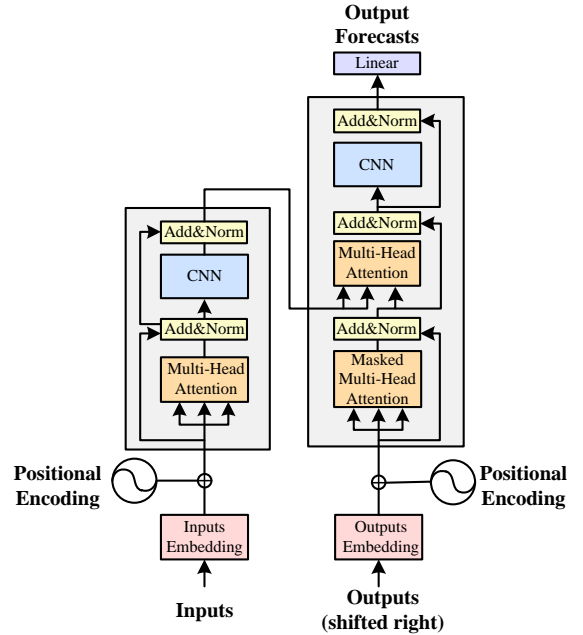 Output
Forecasts
Linear
Add&Norm
CNN
Add&Norm
Multi-Head
Attention
Add&Norm
Masked
Multi-Head
Attention
Add&Norm
CNN
Add&Norm
Multi-Head
Attention
Positional
Encoding
Positional
Encoding
Inputs
Embedding
Outputs
Embedding
Inputs
Outputs
(shifted right)